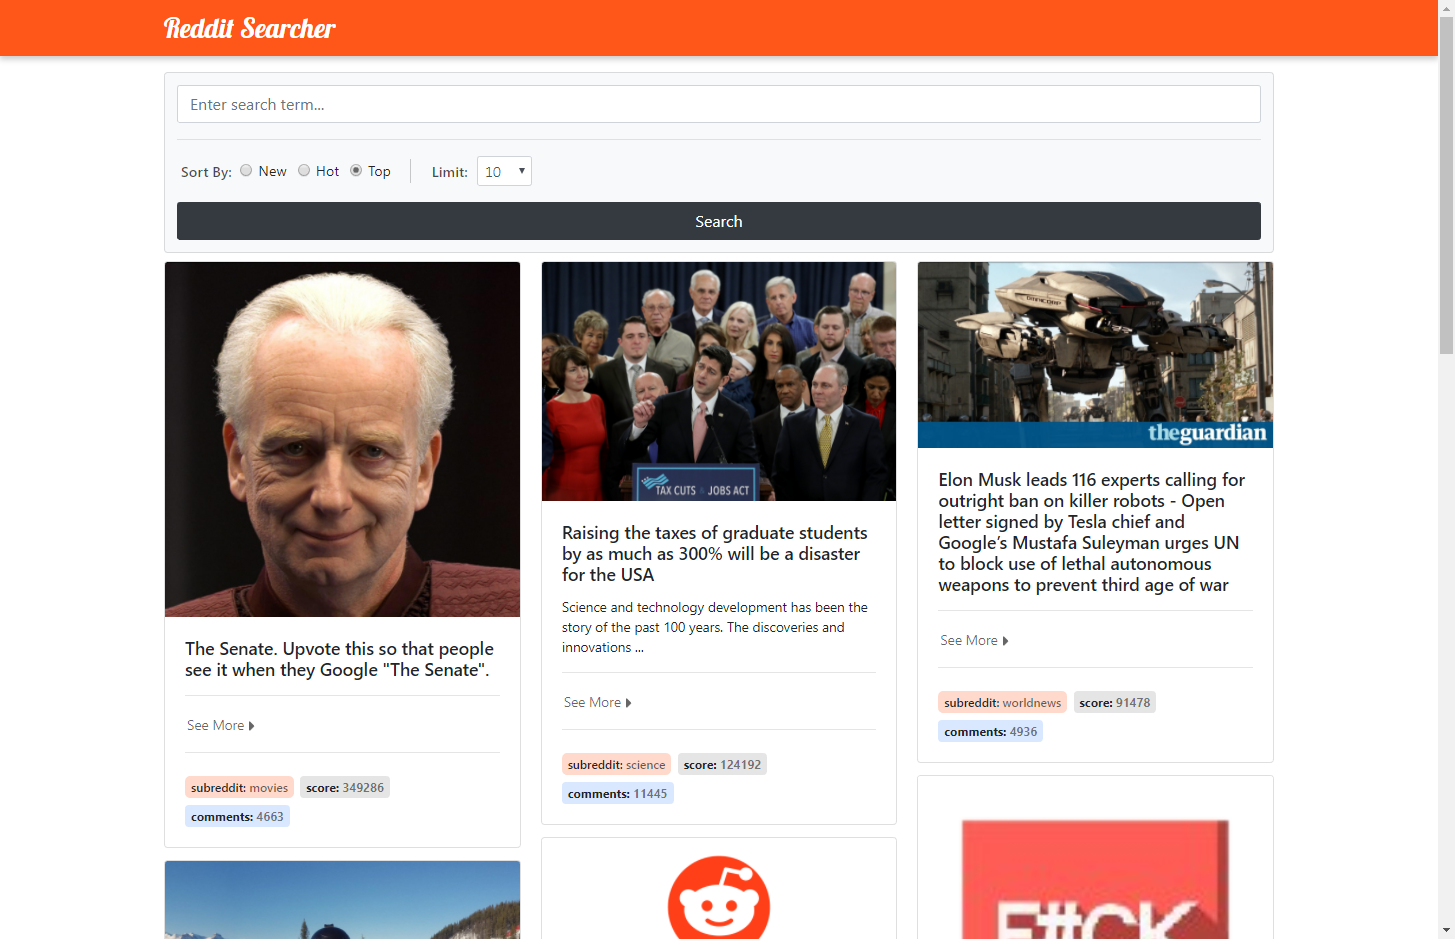 Reddit Searcher
Enter search term...
Sort By: New Hot Top Limit: 10
Search
The Senate. Upvote this so that people
see it when they Google "The Senate".
See More
subreddit: movies score: 349286
comments: 4663
TAX CUTS & JOBS ACT
Raising the taxes of graduate students
by as much as 300% will be a disaster
for the USA
Science and technology development has been the
story of the past 100 years. The discoveries and
innovations ...
See More
subreddit: science score: 124192
comments: 11445
OMNICORP
theguardian
Elon Musk leads 116 experts calling for
outright ban on killer robots - Open
letter signed by Tesla chief and
Google’s Mustafa Suleyman urges UN
to block use of lethal autonomous
weapons to prevent third age of war
See More
subreddit: worldnews score: 91478
comments: 4936
F#CK